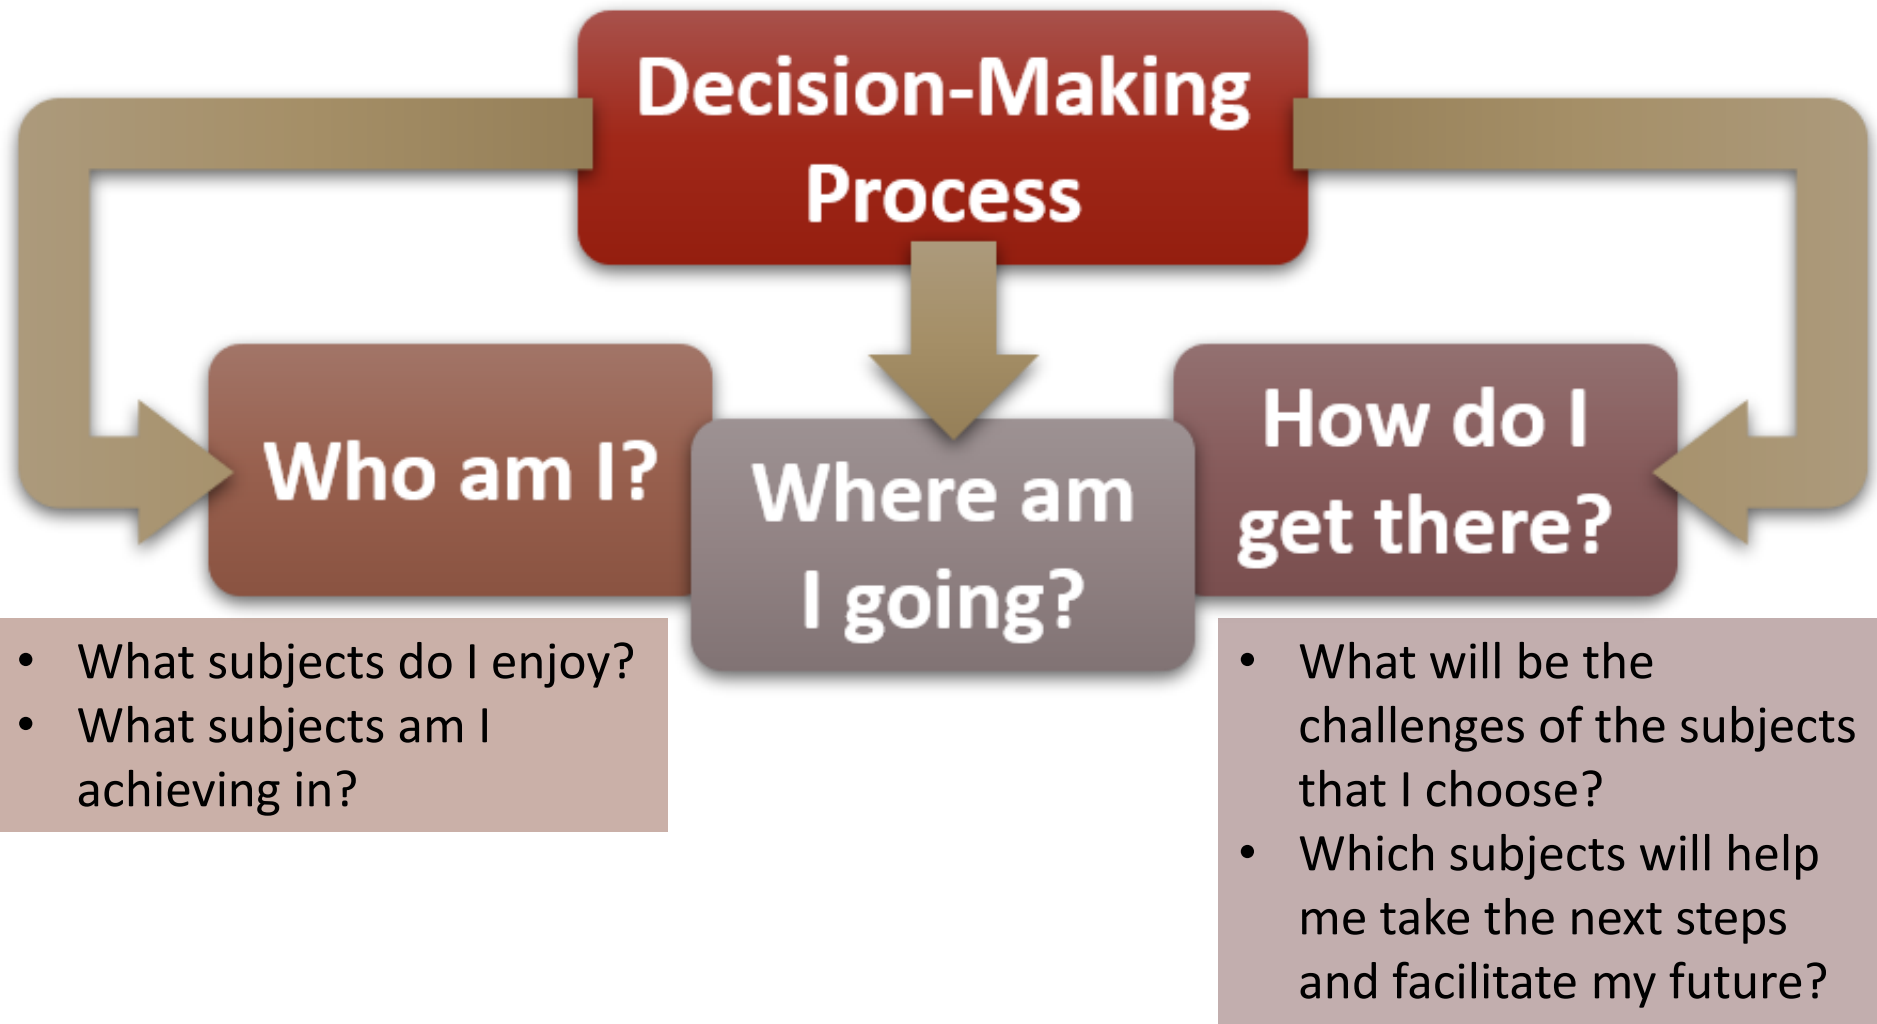 Decision-Making
Process
Who am I?
Where am
I going?
How do I
get there?
• What subjects do I enjoy?
• What subjects am I
achieving in?
• What will be the
challenges of the subjects
that I choose?
• Which subjects will help
me take the next steps
and facilitate my future?